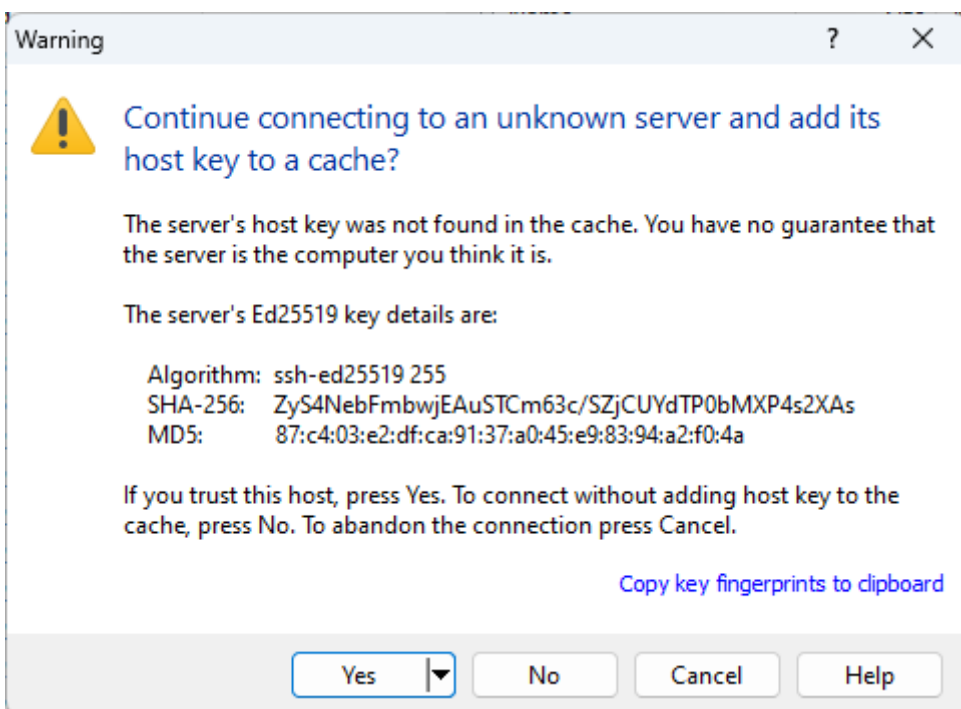 Warning
?
Continue connecting to an unknown server and add its
host key to a cache?
The server's host key was not found in the cache. You have no guarantee that
the server is the computer you think it is.
The server's Ed25519 key details are:
Algorithm: ssh-ed25519 255
SHA-256: ZyS4NebFmbwjEAuSTCm63c/SZjCUYdTP0bMXP4s2XAs
MD5: 87:c4:03:e2:df:ca:91:37:a0:45:e9:83:94:a2:f0:4a
If you trust this host, press Yes. To connect without adding host key to the
cache, press No. To abandon the connection press Cancel.
Copy key fingerprints to clipboard
Yes No Cancel Help